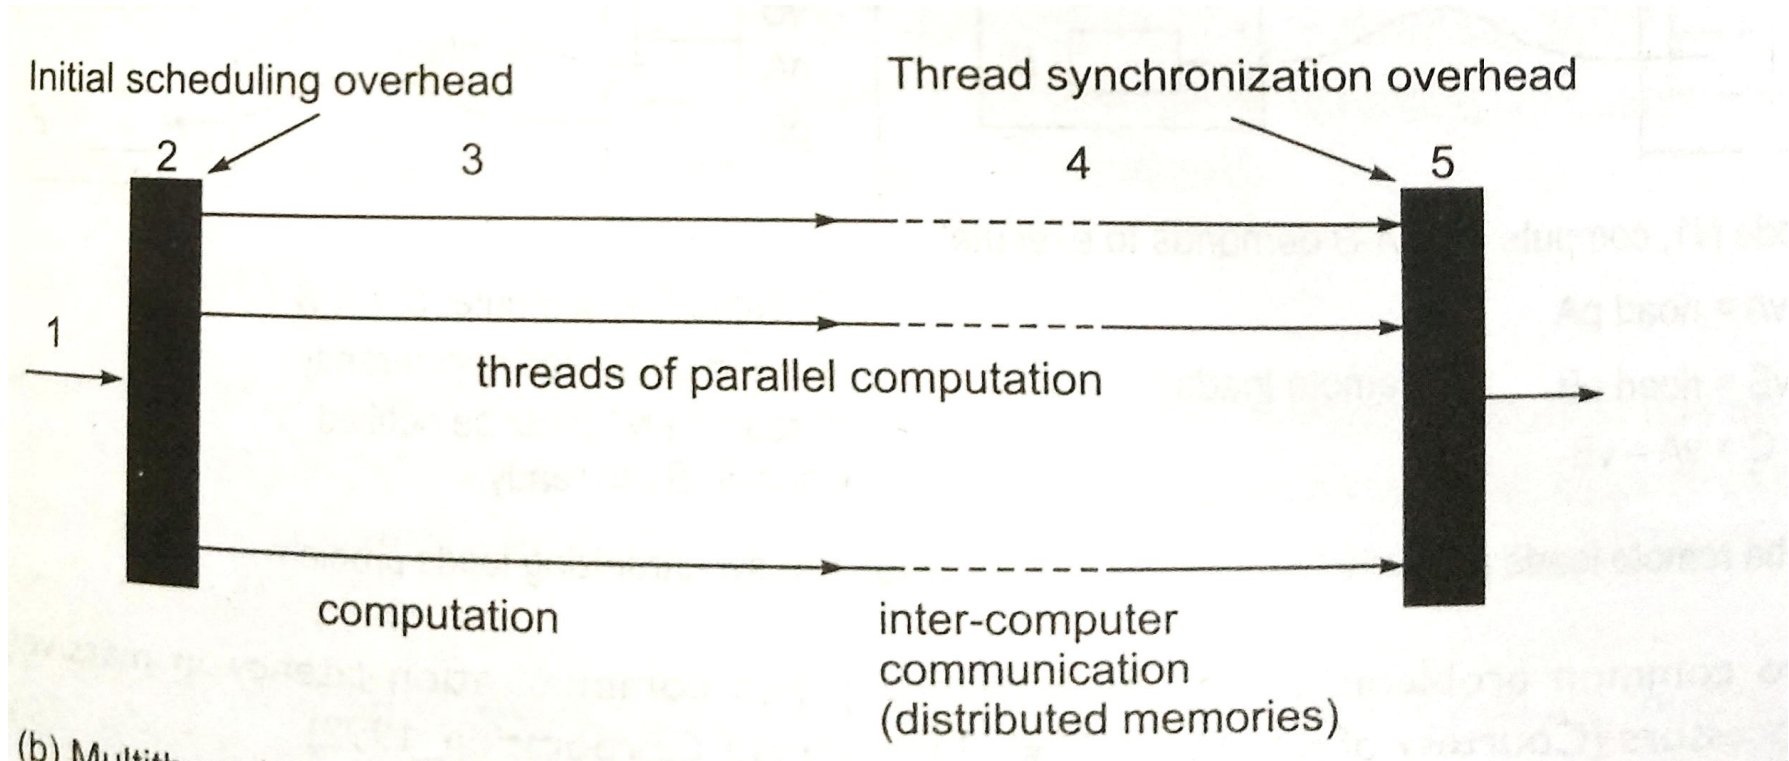 Initial scheduling overhead
Thread synchronization overhead
2
3
4
5
1
threads of parallel computation
computation
inter-computer
communication
(distributed memories)
(b)